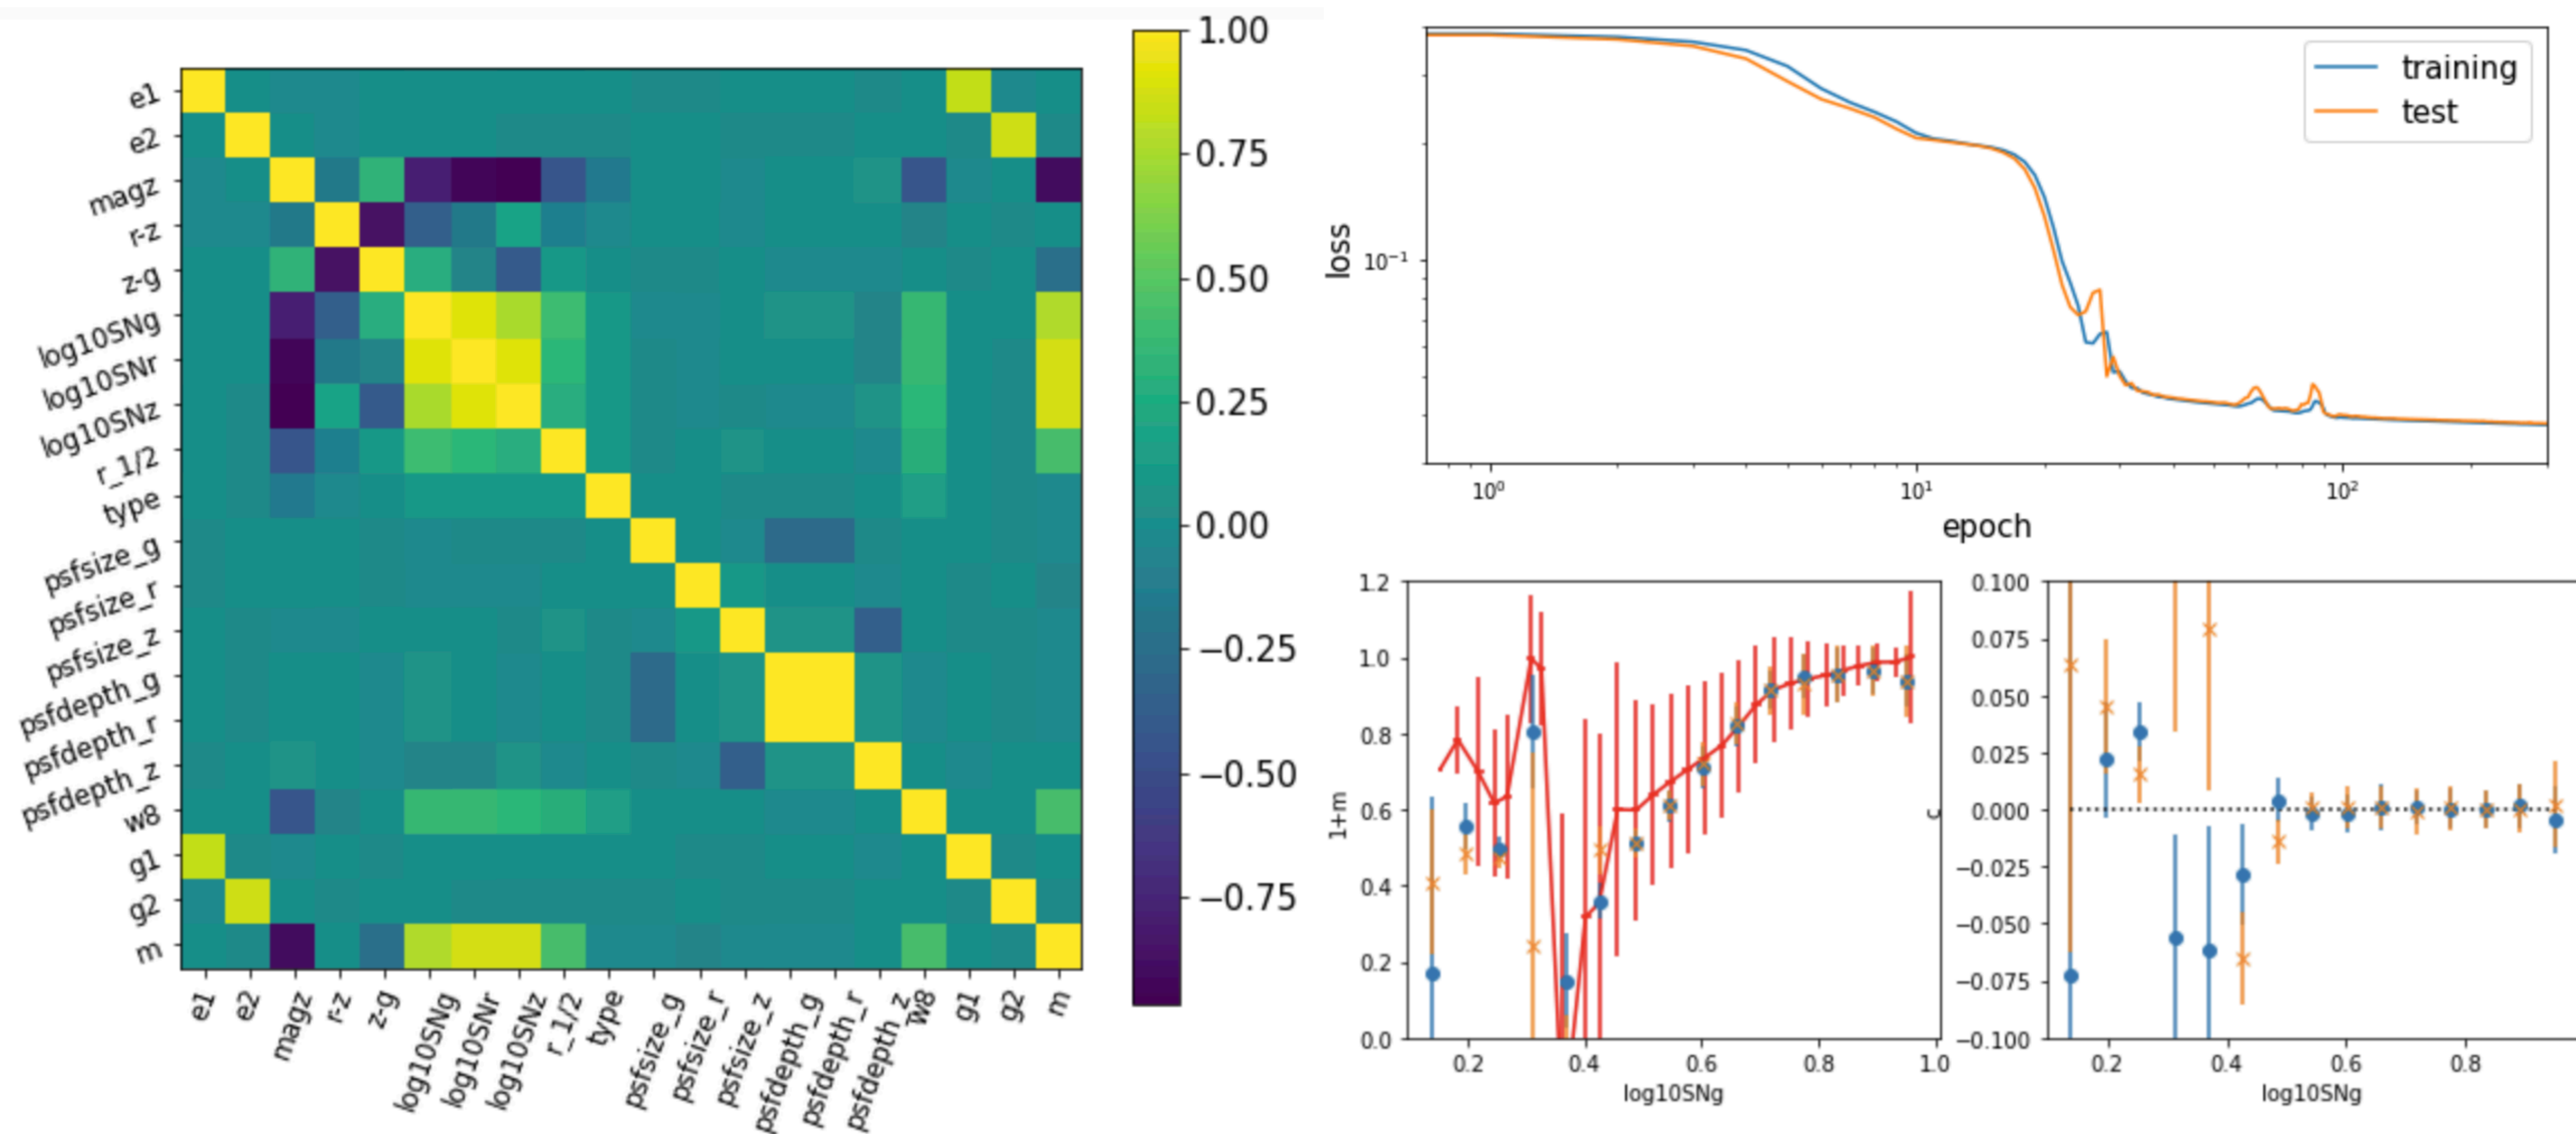 e1
e2
magz
r-z
z-g
log10SNg
log10SNr
log10SNz
r_1/2
type
psfsize_g
psfsize_r
psfsize_z
psfdepth_g
psfdepth_r
psfdepth_z
w8
g1
g2
m
e1
e2
magz
r-z
z-g
log10SNg
log10SNr
log10SNz
r_1/2
type
psfsize_g
psfsize_r
psfsize_z
psfdepth_g
psfdepth_r
psfdepth_z
w8
g1
g2
m
1.00
0.75
0.50
0.25
0.00
−0.25
−0.50
−0.75
training
test
loss
10⁻¹
10⁰
10¹
10²
epoch
1+m
1.2
1.0
0.8
0.6
0.4
0.2
0.0
0.2
0.4
0.6
0.8
1.0
log10SNg
c
0.100
0.075
0.050
0.025
0.000
−0.025
−0.050
−0.075
−0.100
0.2
0.4
0.6
0.8
log10SNg